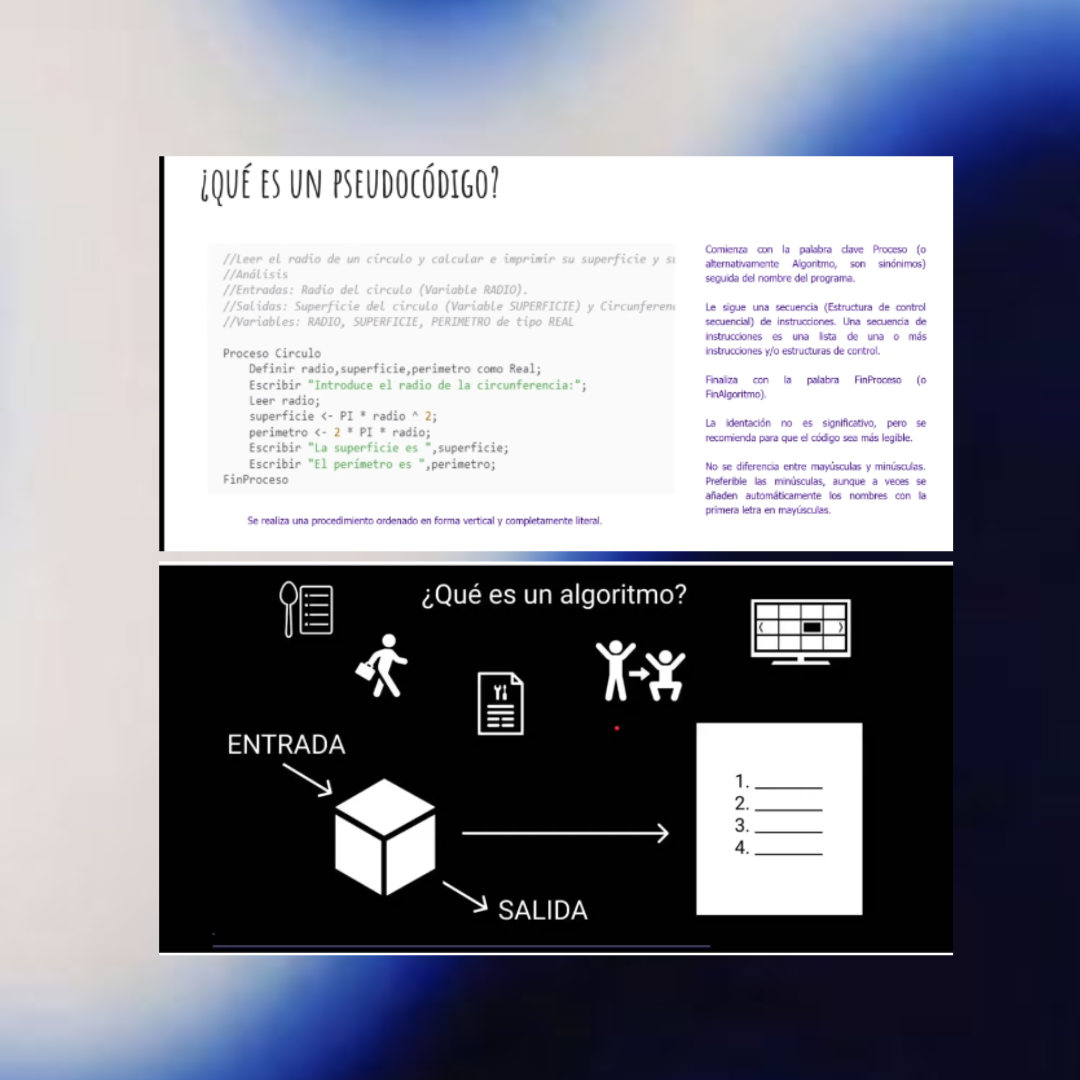 ¿QUÉ ES UN PSEUDOCÓDIGO?
//Leer el radio de un círculo y calcular e imprimir su superficie y su
//Análisis
//Entradas: Radio del círculo (Variable RADIO).
//Salidas: Superficie del círculo (Variable SUPERFICIE) y Circunferenc
//Variables: RADIO, SUPERFICIE, PERIMETRO de tipo REAL
Proceso Circulo
Definir radio,superficie,perimetro como Real;
Escribir "Introduce el radio de la circunferencia:";
Leer radio;
superficie <- PI * radio ^ 2;
perimetro <- 2 * PI * radio;
Escribir "La superficie es ",superficie;
Escribir "El perímetro es ",perimetro;
FinProceso
Se realiza una procedimiento ordenado en forma vertical y completamente literal.
Comienza con la palabra clave Proceso (o
alternativamente Algoritmo, son sinónimos)
seguida del nombre del programa.
Le sigue una secuencia (Estructura de control
secuencial) de instrucciones. Una secuencia de
instrucciones es una lista de una o más
instrucciones y/o estructuras de control.
Finaliza con la palabra FinProceso (o
FinAlgoritmo).
La identación no es significativo, pero se
recomienda para que el código sea más legible.
No se diferencia entre mayúsculas y minúsculas.
Preferible las minúsculas, aunque a veces se
añaden automáticamente los nombres con la
primera letra en mayúsculas.
¿Qué es un algoritmo?
ENTRADA
SALIDA
1. ______
2. ______
3. ______
4. ______